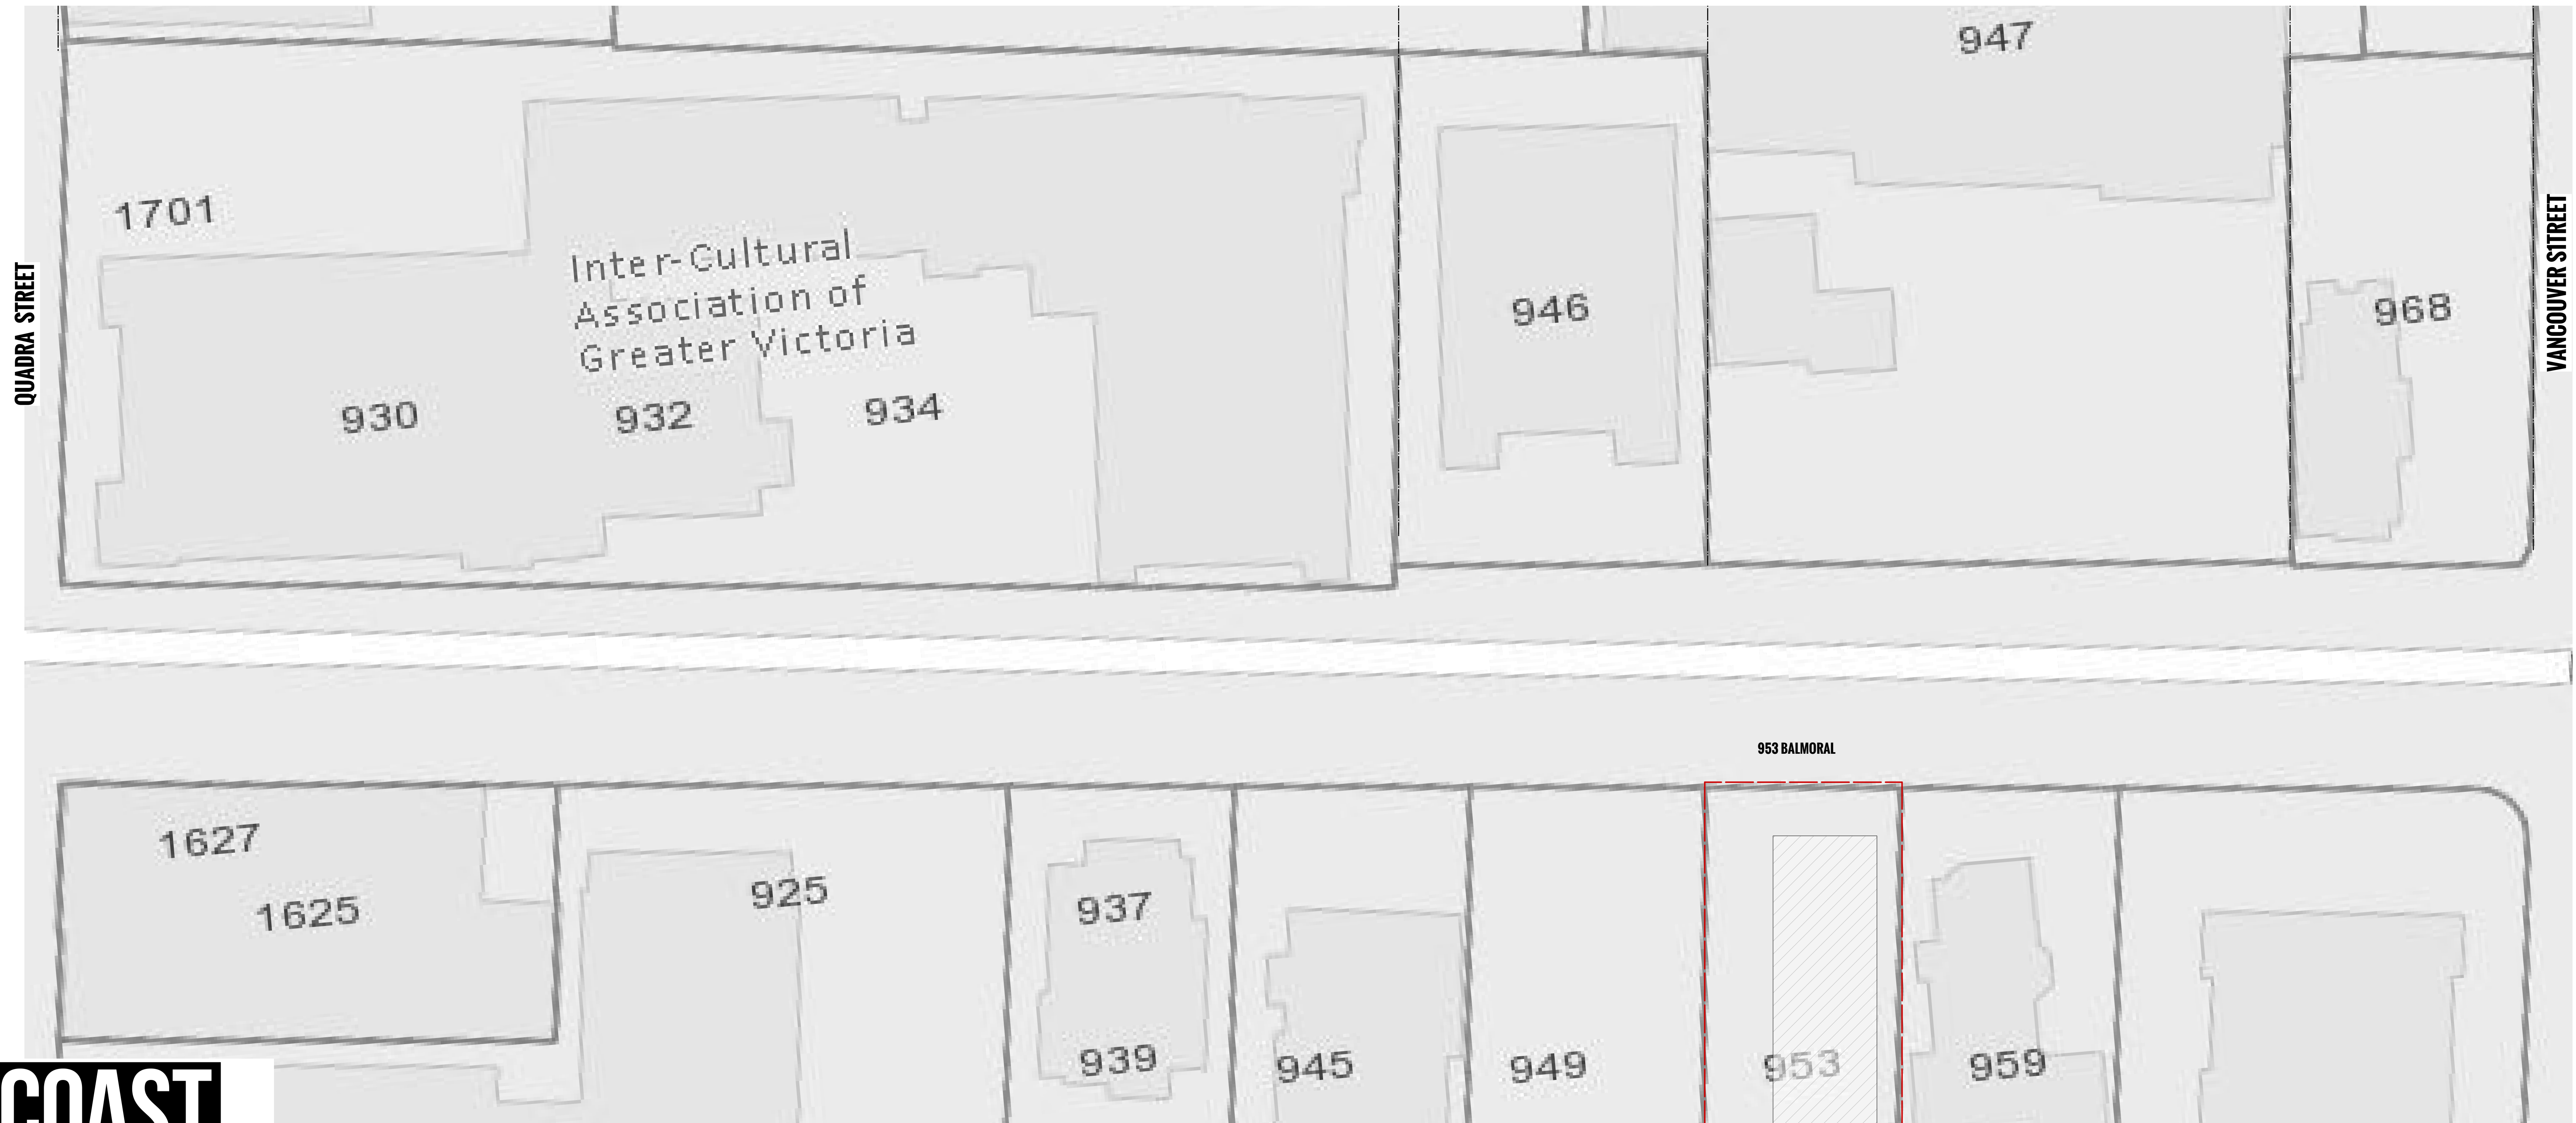 947
1701
QUADRA STREET
VANCOUVER S1TREET
Inter-Cultural
Association of
Greater Victoria
946
968
930
932
934
953 BALMORAL
1627
1625
925
937
939
945
949
953
959
COAST